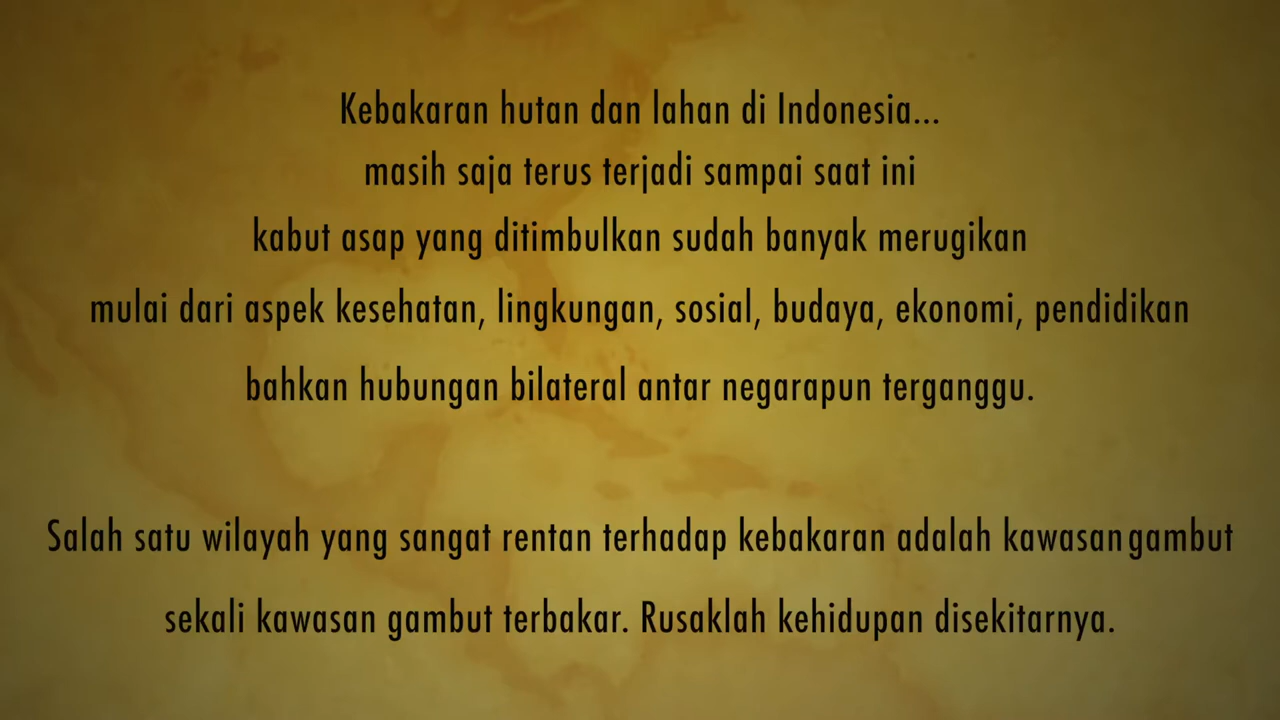 Kebakaran hutan dan lahan di Indonesia...
masih saja terus terjadi sampai saat ini
kabut asap yang ditimbulkan sudah banyak merugikan
mulai dari aspek kesehatan, lingkungan, sosial, budaya, ekonomi, pendidikan
bahkan hubungan bilateral antar negarapun terganggu.
Salah satu wilayah yang sangat rentan terhadap kebakaran adalah kawasan gambut
sekali kawasan gambut terbakar. Rusaklah kehidupan disekitarnya.